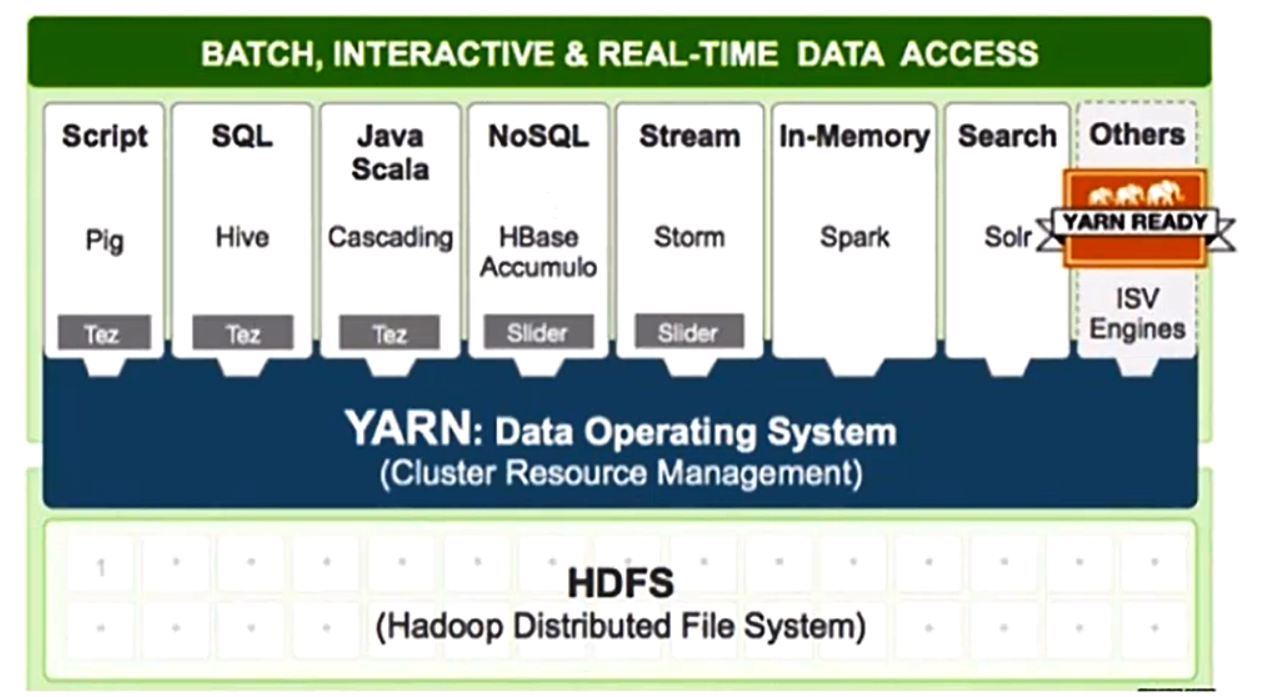 BATCH, INTERACTIVE & REAL-TIME DATA ACCESS
Script
Pig
Tez
SQL
Hive
Tez
Java
Scala
Cascading
Tez
NoSQL
HBase
Accumulo
Slider
Stream
Storm
Slider
In-Memory
Spark
Search
Solr
Others
YARN READY
ISV
Engines
YARN: Data Operating System
(Cluster Resource Management)
1
HDFS
(Hadoop Distributed File System)